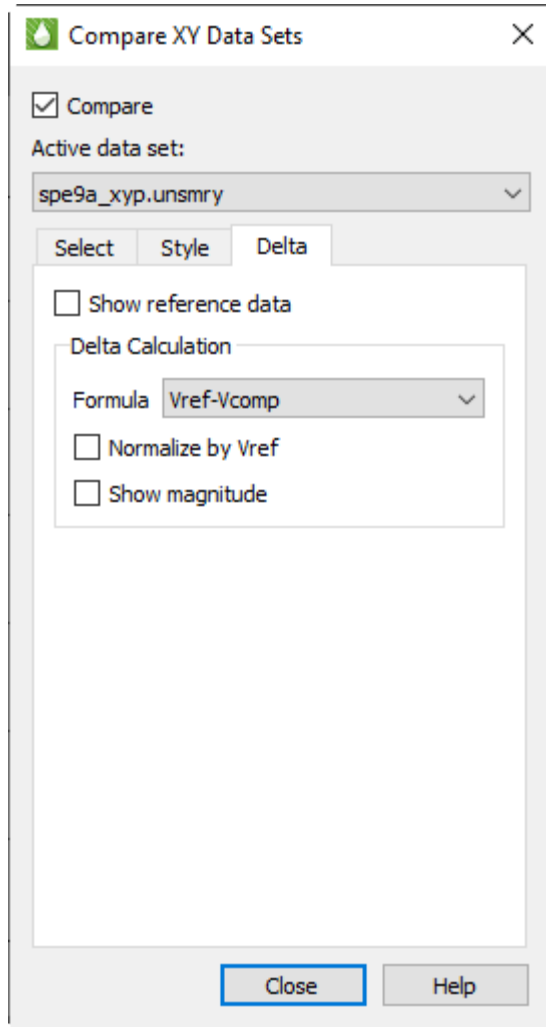 Compare XY Data Sets
Compare
Active data set:
spe9a_xyp.unsmry
Select Style Delta
Show reference data
Delta Calculation
Formula Vref-Vcomp
Normalize by Vref
Show magnitude
Close Help